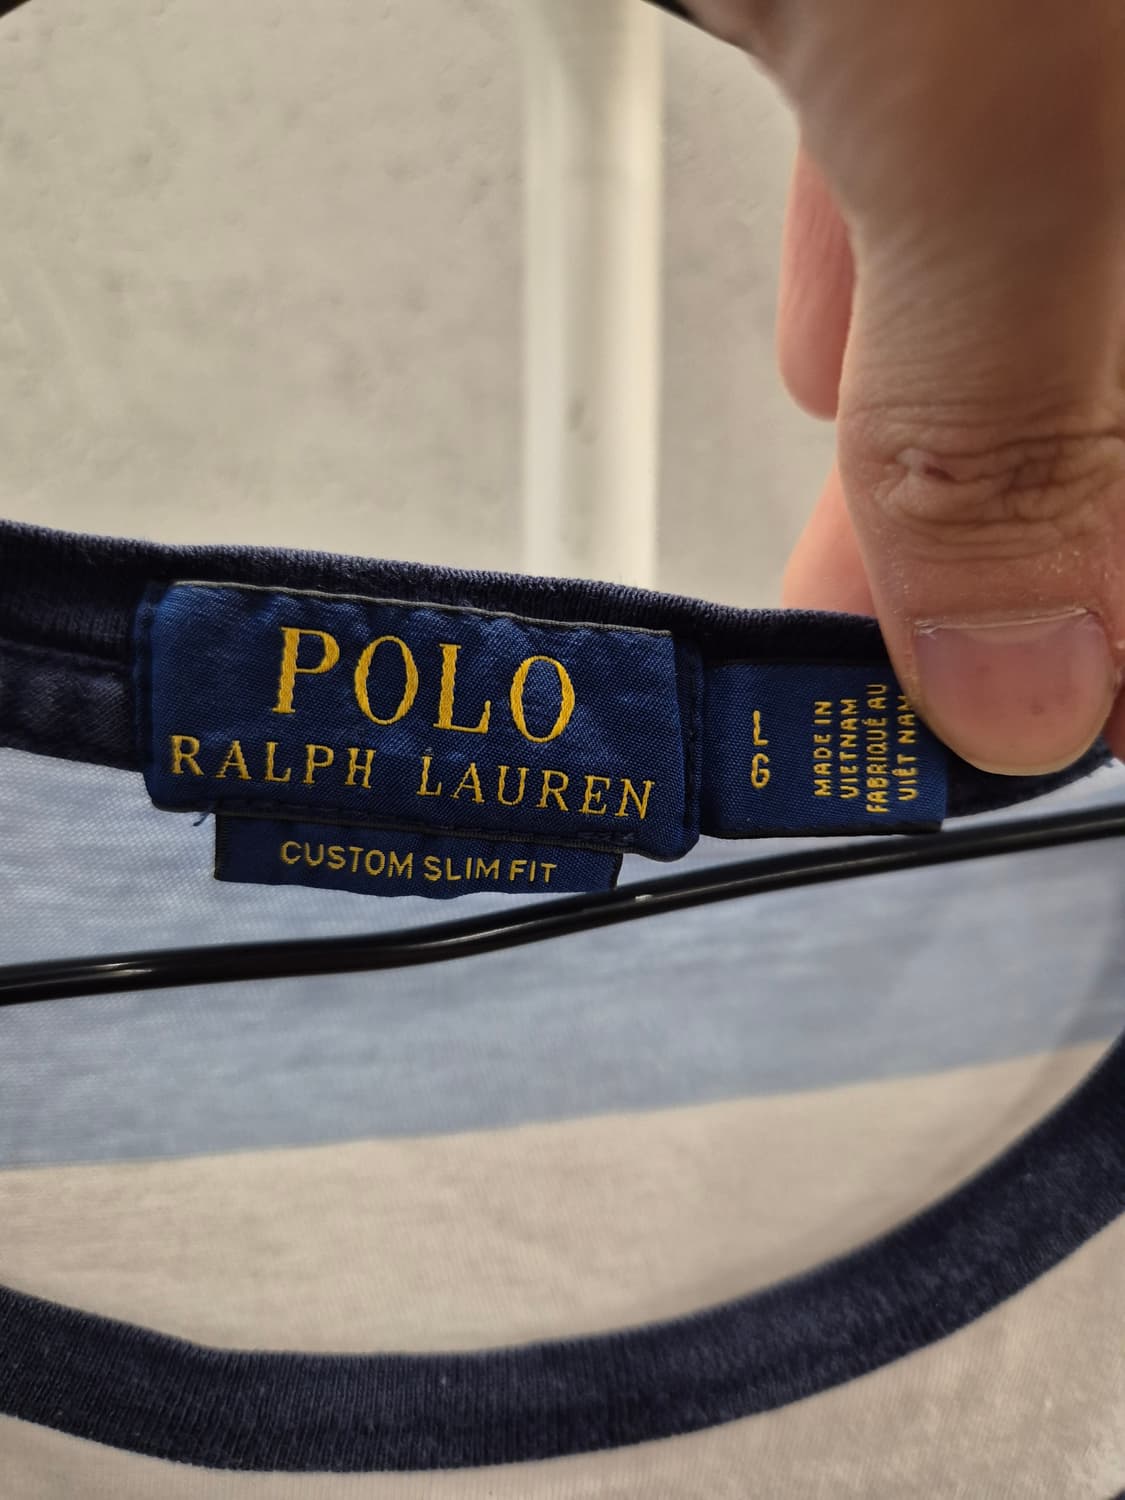 POLO
RALPH LAUREN
CUSTOM SLIM FIT
L
G
MADE IN
VIETNAM
FABRIQUÉ AU
VIÊT NAM